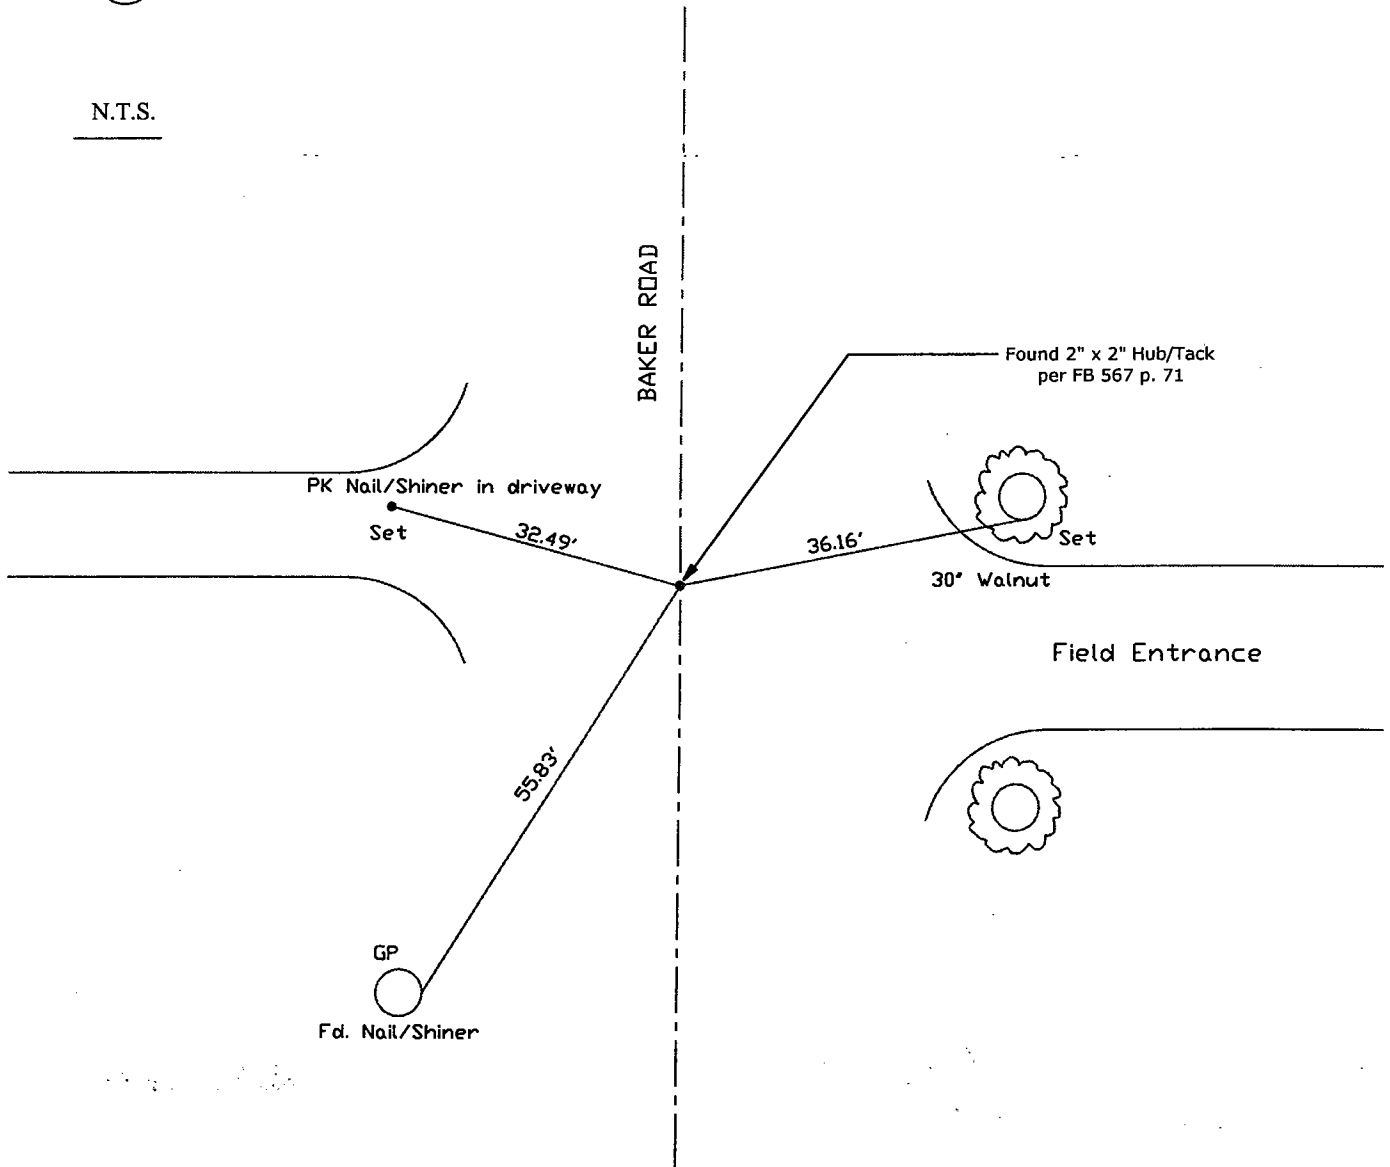 N.T.S.
BAKER ROAD
Found 2" x 2" Hub/Tack
per FB 567 p. 71
PK Nail/Shiner in driveway
Set
32.49'
36.16'
Set
30" Walnut
Field Entrance
55.83'
GP
Fd. Nail/Shiner